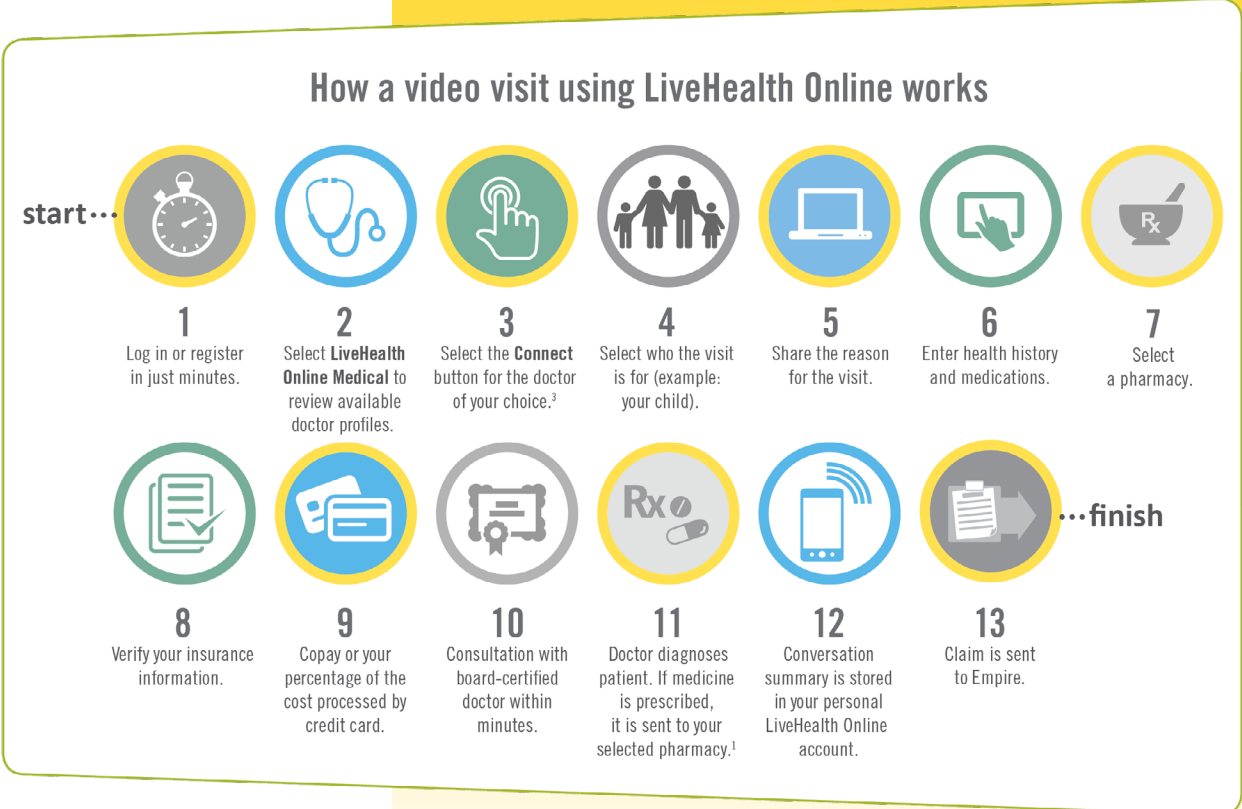 How a video visit using LiveHealth Online works
start...
1
Log in or register
in just minutes.
2
Select LiveHealth
Online Medical to
review available
doctor profiles.
3
Select the Connect
button for the doctor
of your choice.³
4
Select who the visit
is for (example:
your child).
5
Share the reason
for the visit.
6
Enter health history
and medications.
Rx
7
Select
a pharmacy.
8
Verify your insurance
information.
9
Copay or your
percentage of the
cost processed by
credit card.
10
Consultation with
board-certified
doctor within
minutes.
Rx
11
Doctor diagnoses
patient. If medicine
is prescribed,
it is sent to your
selected pharmacy.¹
12
Conversation
summary is stored
in your personal
LiveHealth Online
account.
13
Claim is sent
to Empire.
...finish